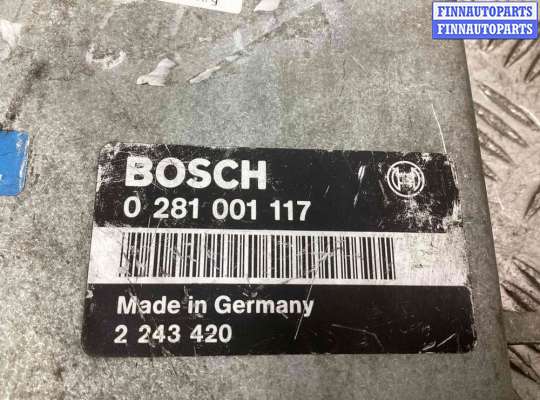 FINNAUTOPARTS
FINNAUTOPARTS
BOSCH
0 281 001 117
Made in Germany
2 243 420